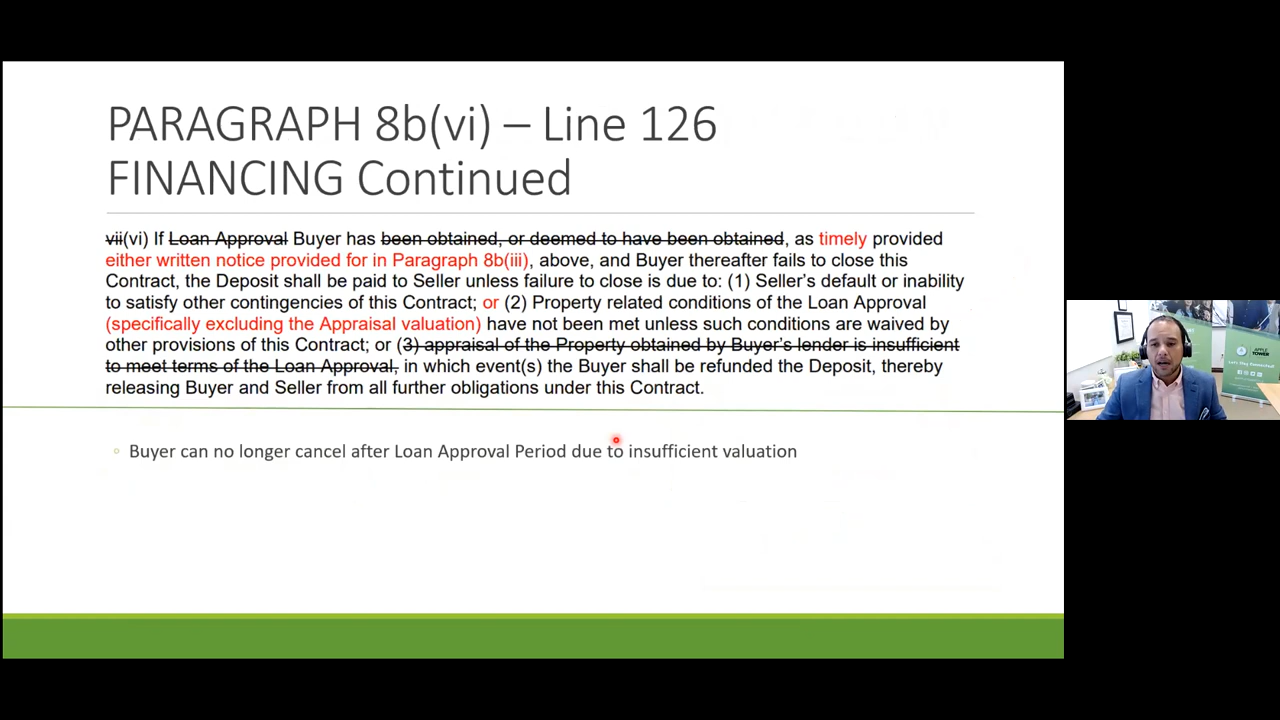 PARAGRAPH 8b(vi) – Line 126
FINANCING Continued
vii(vi) If Loan Approval Buyer has been obtained, or deemed to have been obtained, as timely provided
either written notice provided for in Paragraph 8b(iii), above, and Buyer thereafter fails to close this
Contract, the Deposit shall be paid to Seller unless failure to close is due to: (1) Seller's default or inability
to satisfy other contingencies of this Contract; or (2) Property related conditions of the Loan Approval
(specifically excluding the Appraisal valuation) have not been met unless such conditions are waived by
other provisions of this Contract; or (3) appraisal of the Property obtained by Buyer's lender is insufficient
to meet terms of the Loan Approval, in which event(s) the Buyer shall be refunded the Deposit, thereby
releasing Buyer and Seller from all further obligations under this Contract.
Buyer can no longer cancel after Loan Approval Period due to insufficient valuation
APPLE
TOWER